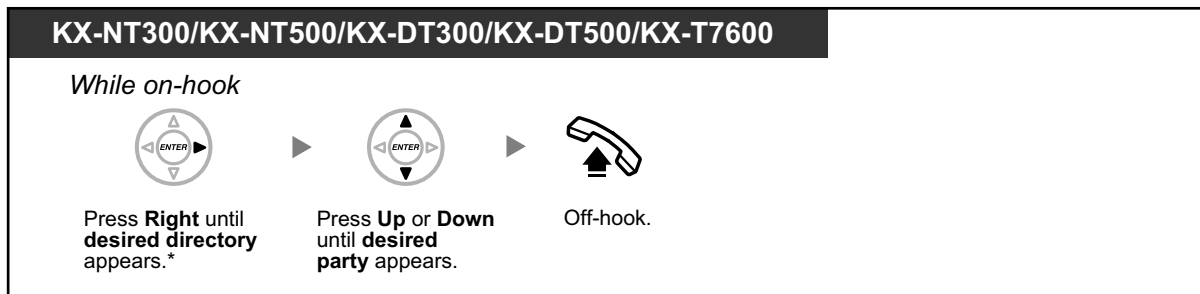 KX-NT300/KX-NT500/KX-DT300/KX-DT500/KX-T7600
While on-hook
ENTER
ENTER
Press Right until
desired directory
appears.*
Press Up or Down
until desired
party appears.
Off-hook.